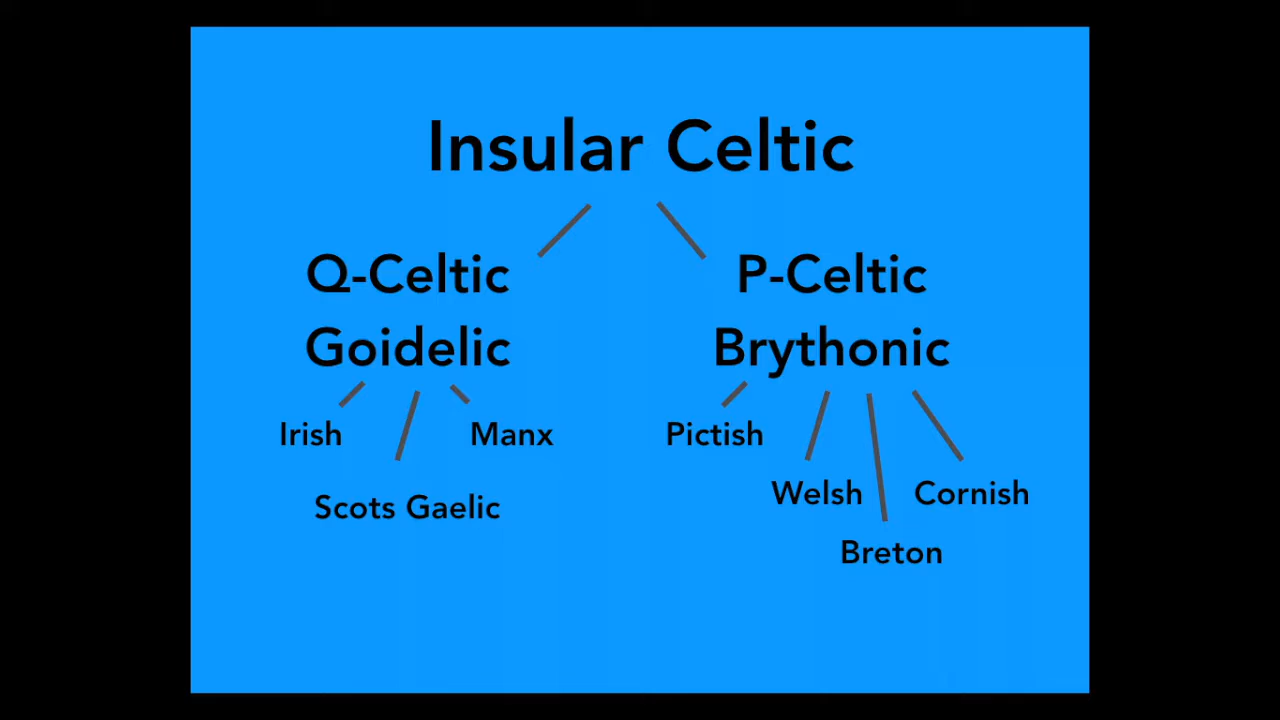 Insular Celtic
Q-Celtic
Goidelic
Irish
Manx
Scots Gaelic
P-Celtic
Brythonic
Pictish
Welsh
Cornish
Breton